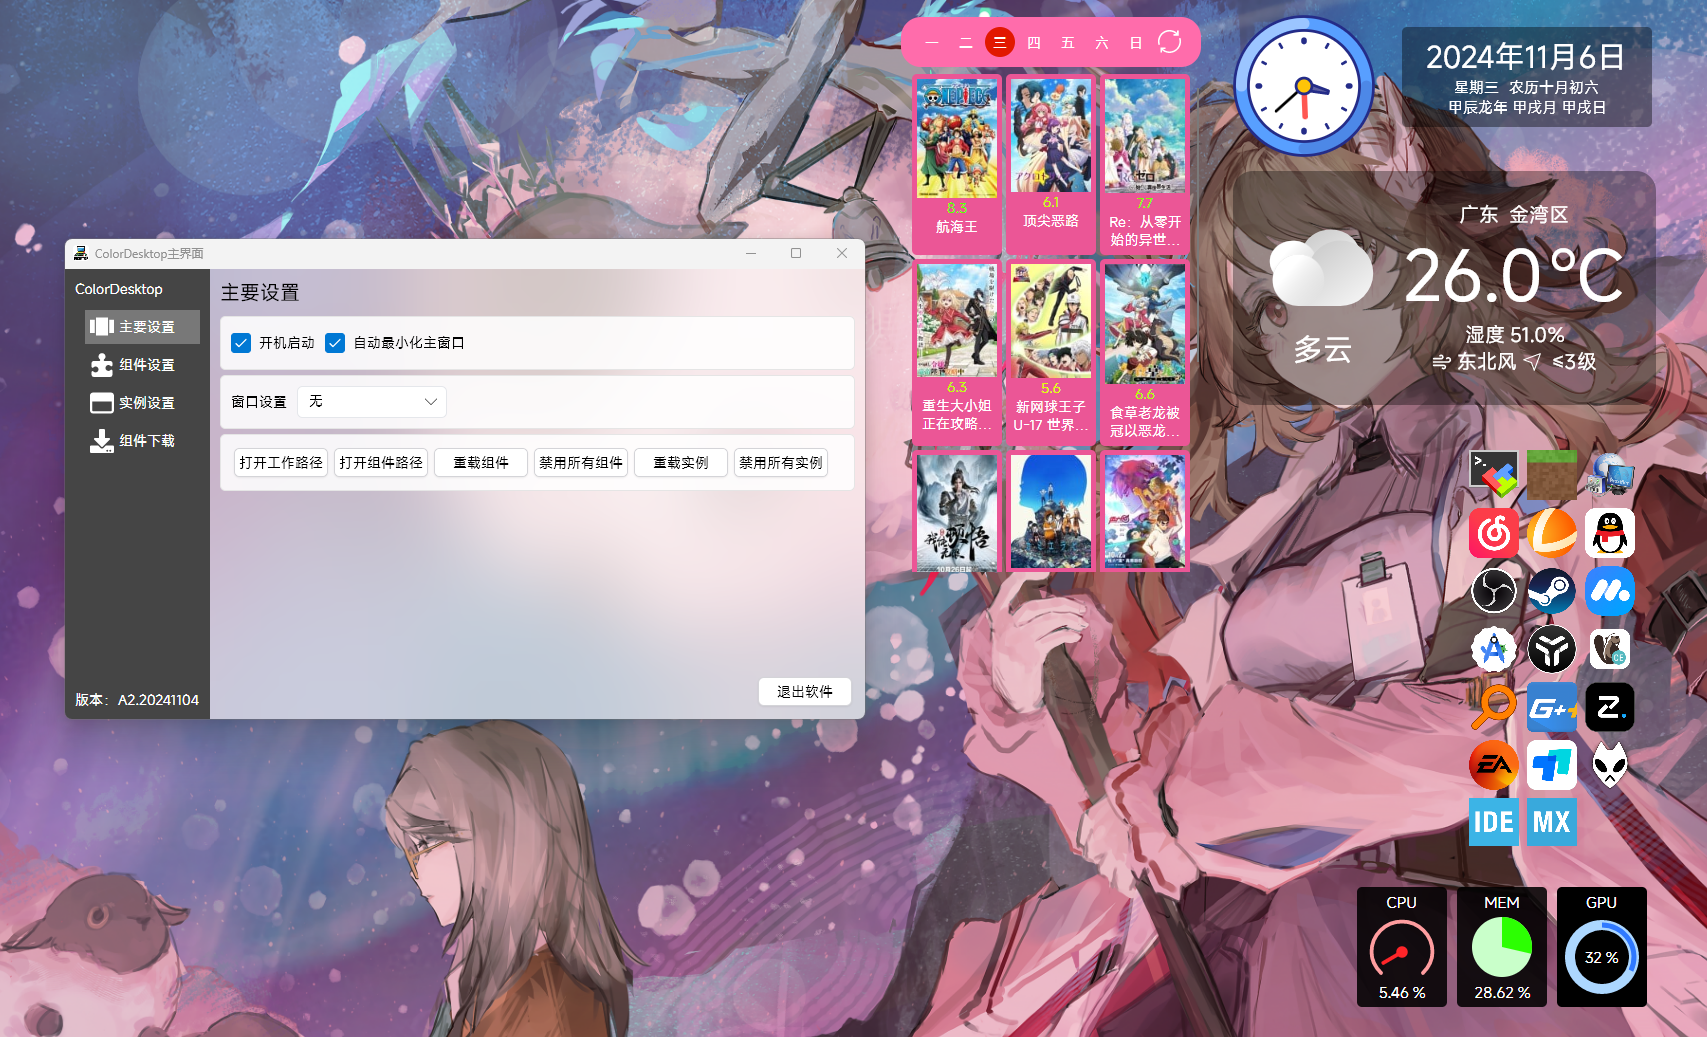 ColorDesktop主界面
ColorDesktop
主要设置
组件设置
实例设置
组件下载
版本： A2.20241104
主要设置
开机启动 自动最小化主窗口
窗口设置 无
打开工作路径 打开组件路径 重载组件 禁用所有组件 重载实例 禁用所有实例
退出软件
一 二 三 四 五 六 日
ONE PIECE
8.3
航海王
6.1
顶尖恶路
7.7
Re：从零开
始的异世...
6.3
重生大小姐
正在攻略...
5.6
新网球王子
U-17 世界...
6.6
食草老龙被
冠以恶龙...
10月26日起
2024年11月6日
星期三 农历十月初六
甲辰龙年 甲戌月 甲戌日
广东 金湾区
26.0°C
多云
湿度 51.0%
东北风 ≤3级
>_
CE
G++
Z.
EA
IDE MX
CPU
5.46 %
MEM
28.62 %
GPU
32 %